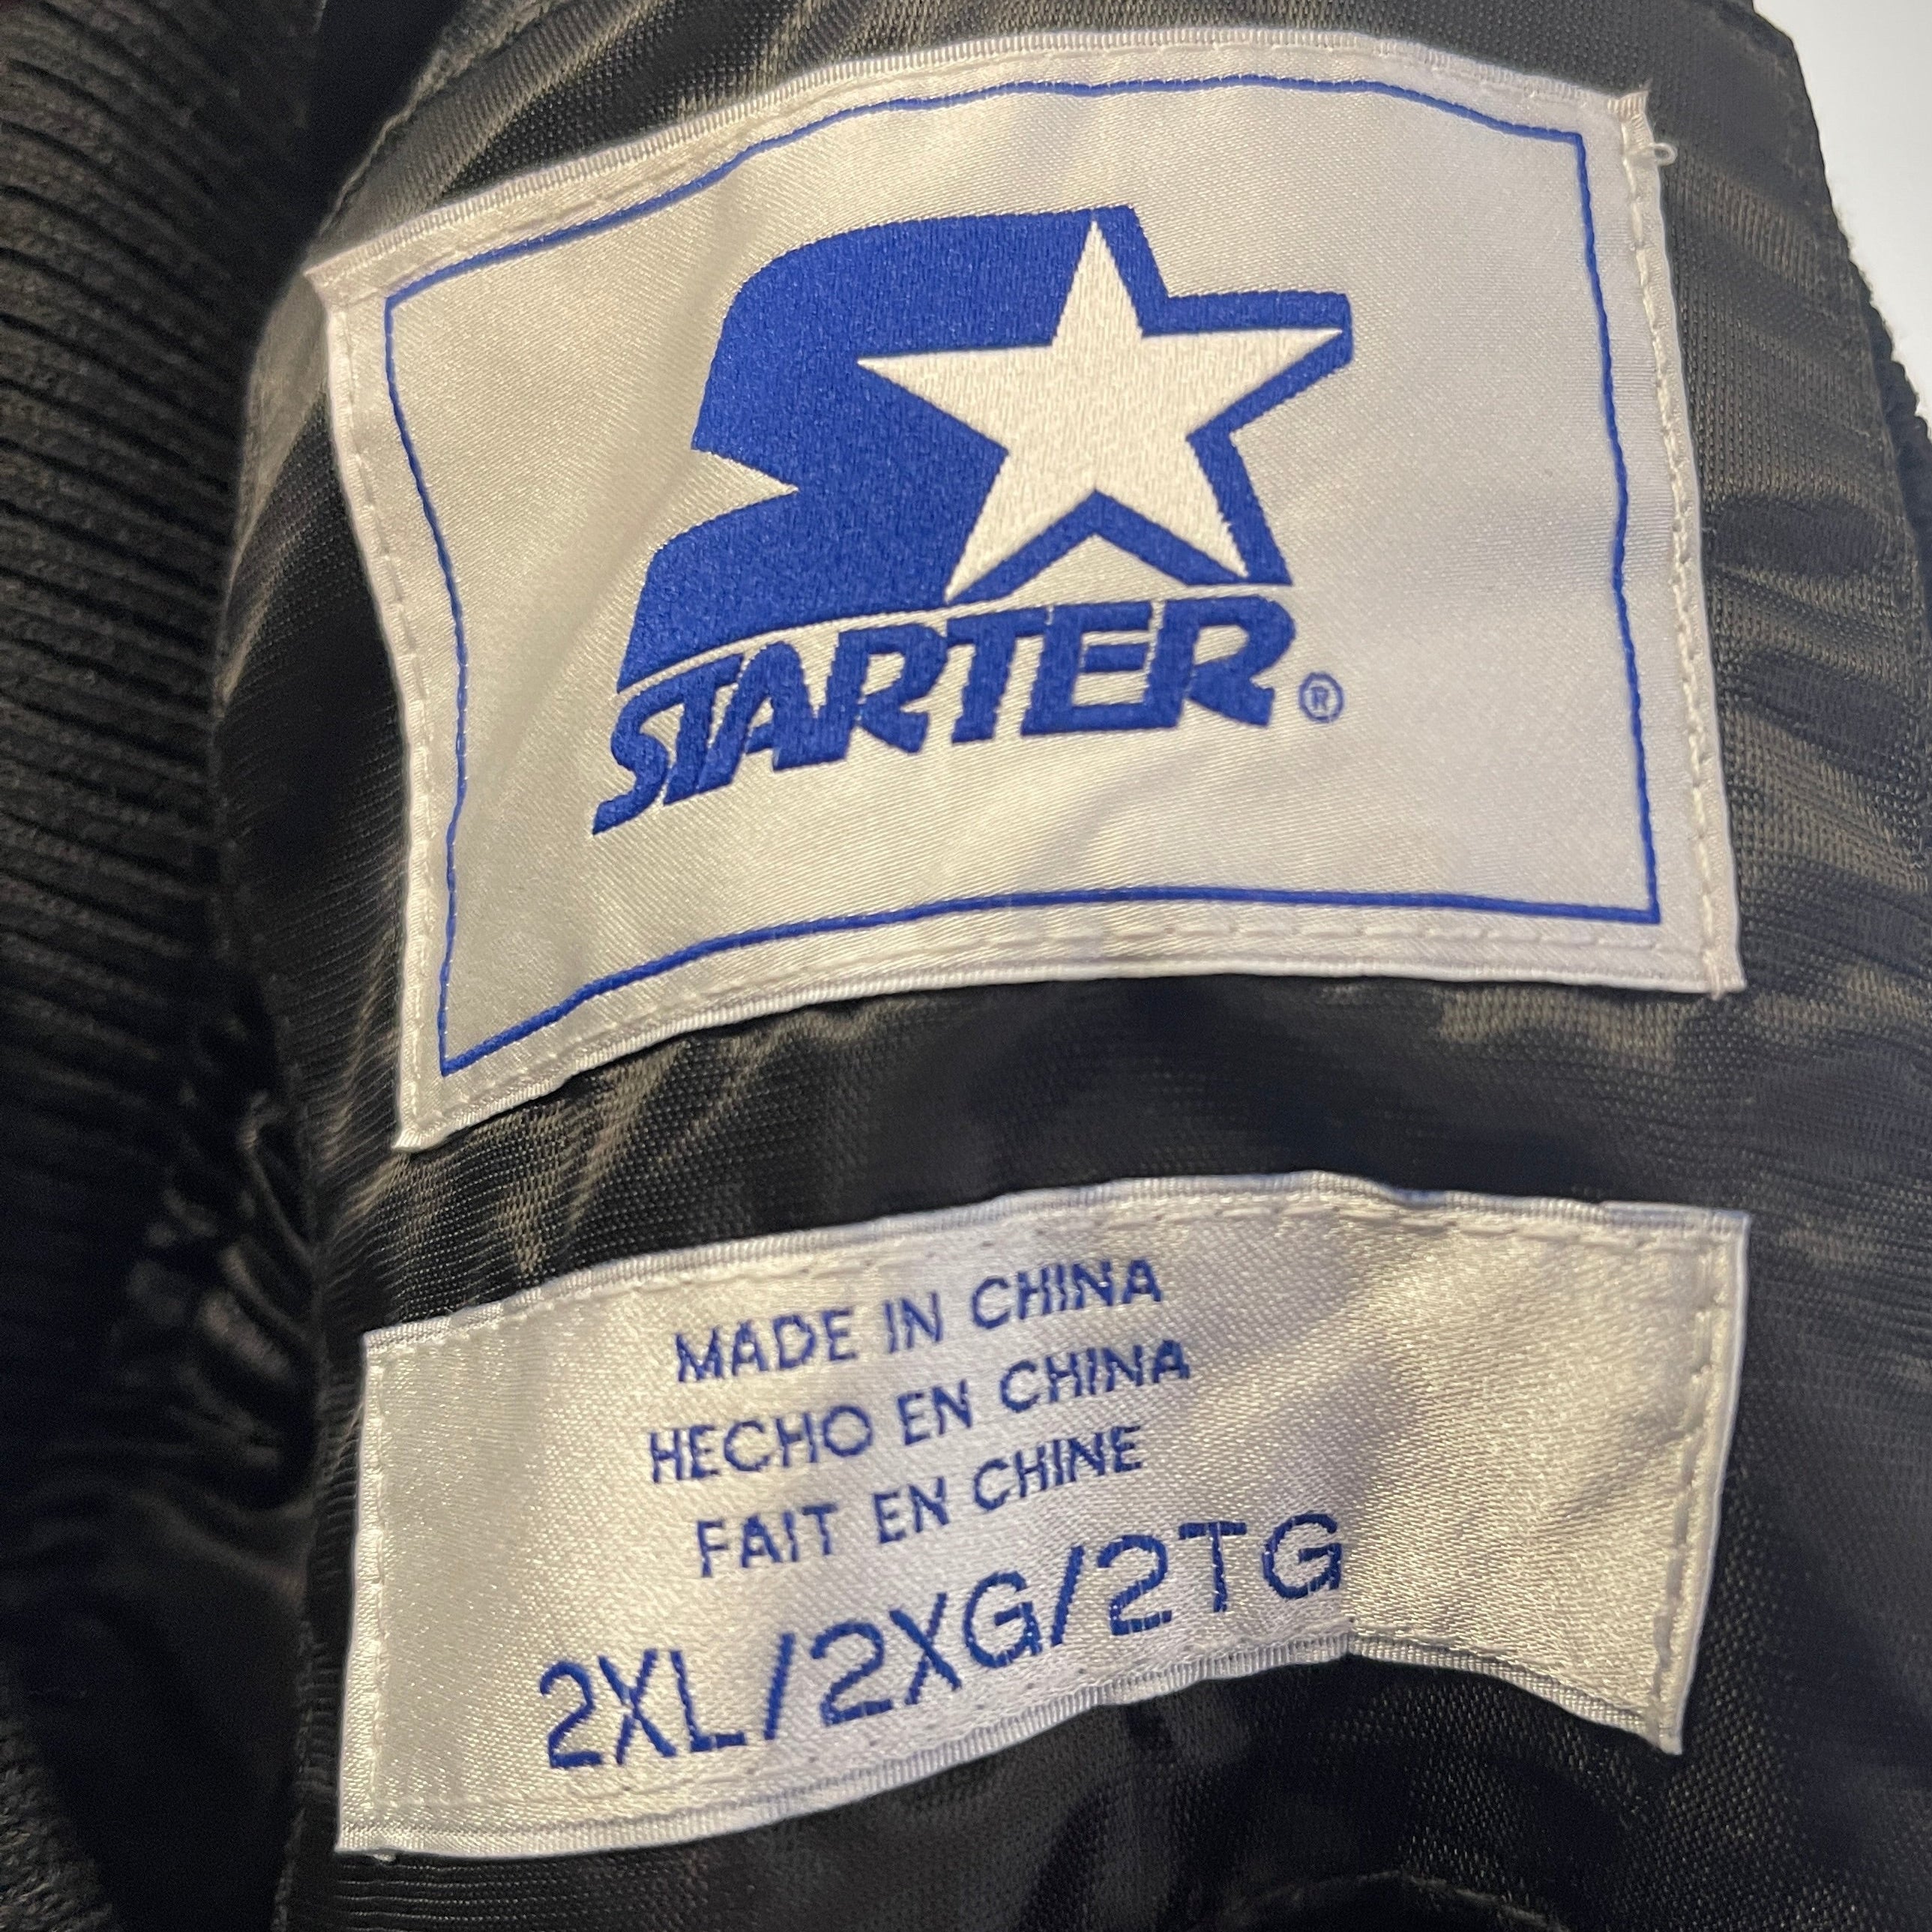 STARTER®
MADE IN CHINA
HECHO EN CHINA
FAIT EN CHINE
2XL/2XG/2TG